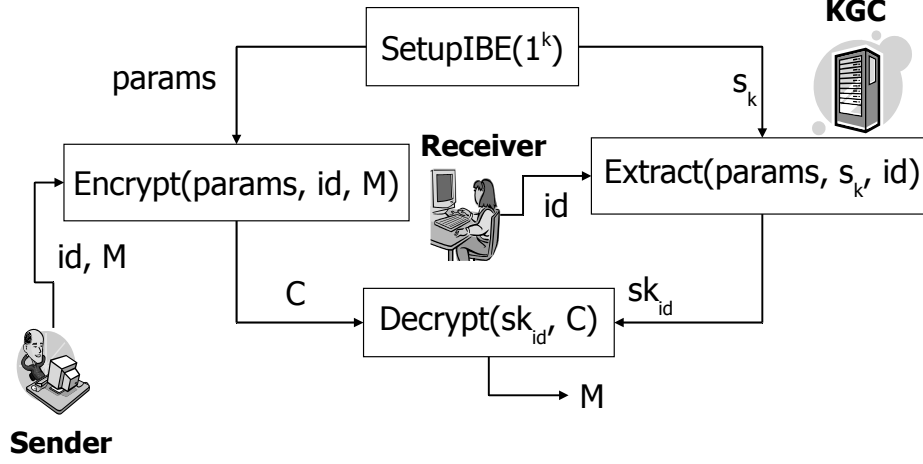 KGC
SetupIBE(1^k)
params
s_k
Receiver
Encrypt(params, id, M)
Extract(params, s_k, id)
id
id, M
C
sk_id
Decrypt(sk_id, C)
M
Sender